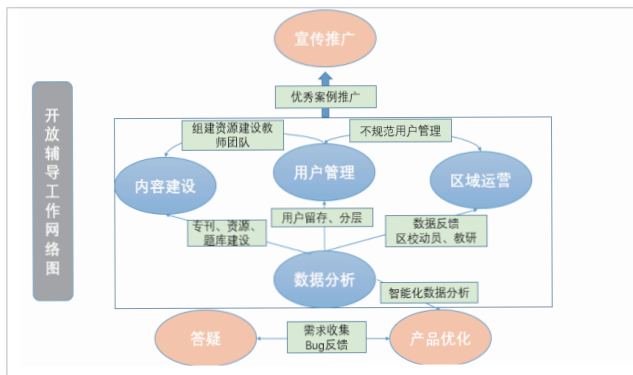 宣传推广
优秀案例推广
开放辅导工作网络图
组建资源建设教
师团队
不规范用户管理
内容建设
用户管理
区域运营
专刊、资源、
题库建设
用户留存、分层
数据反馈
区校动员、教研
数据分析
智能化数据分析
答疑
需求收集
Bug反馈
产品优化